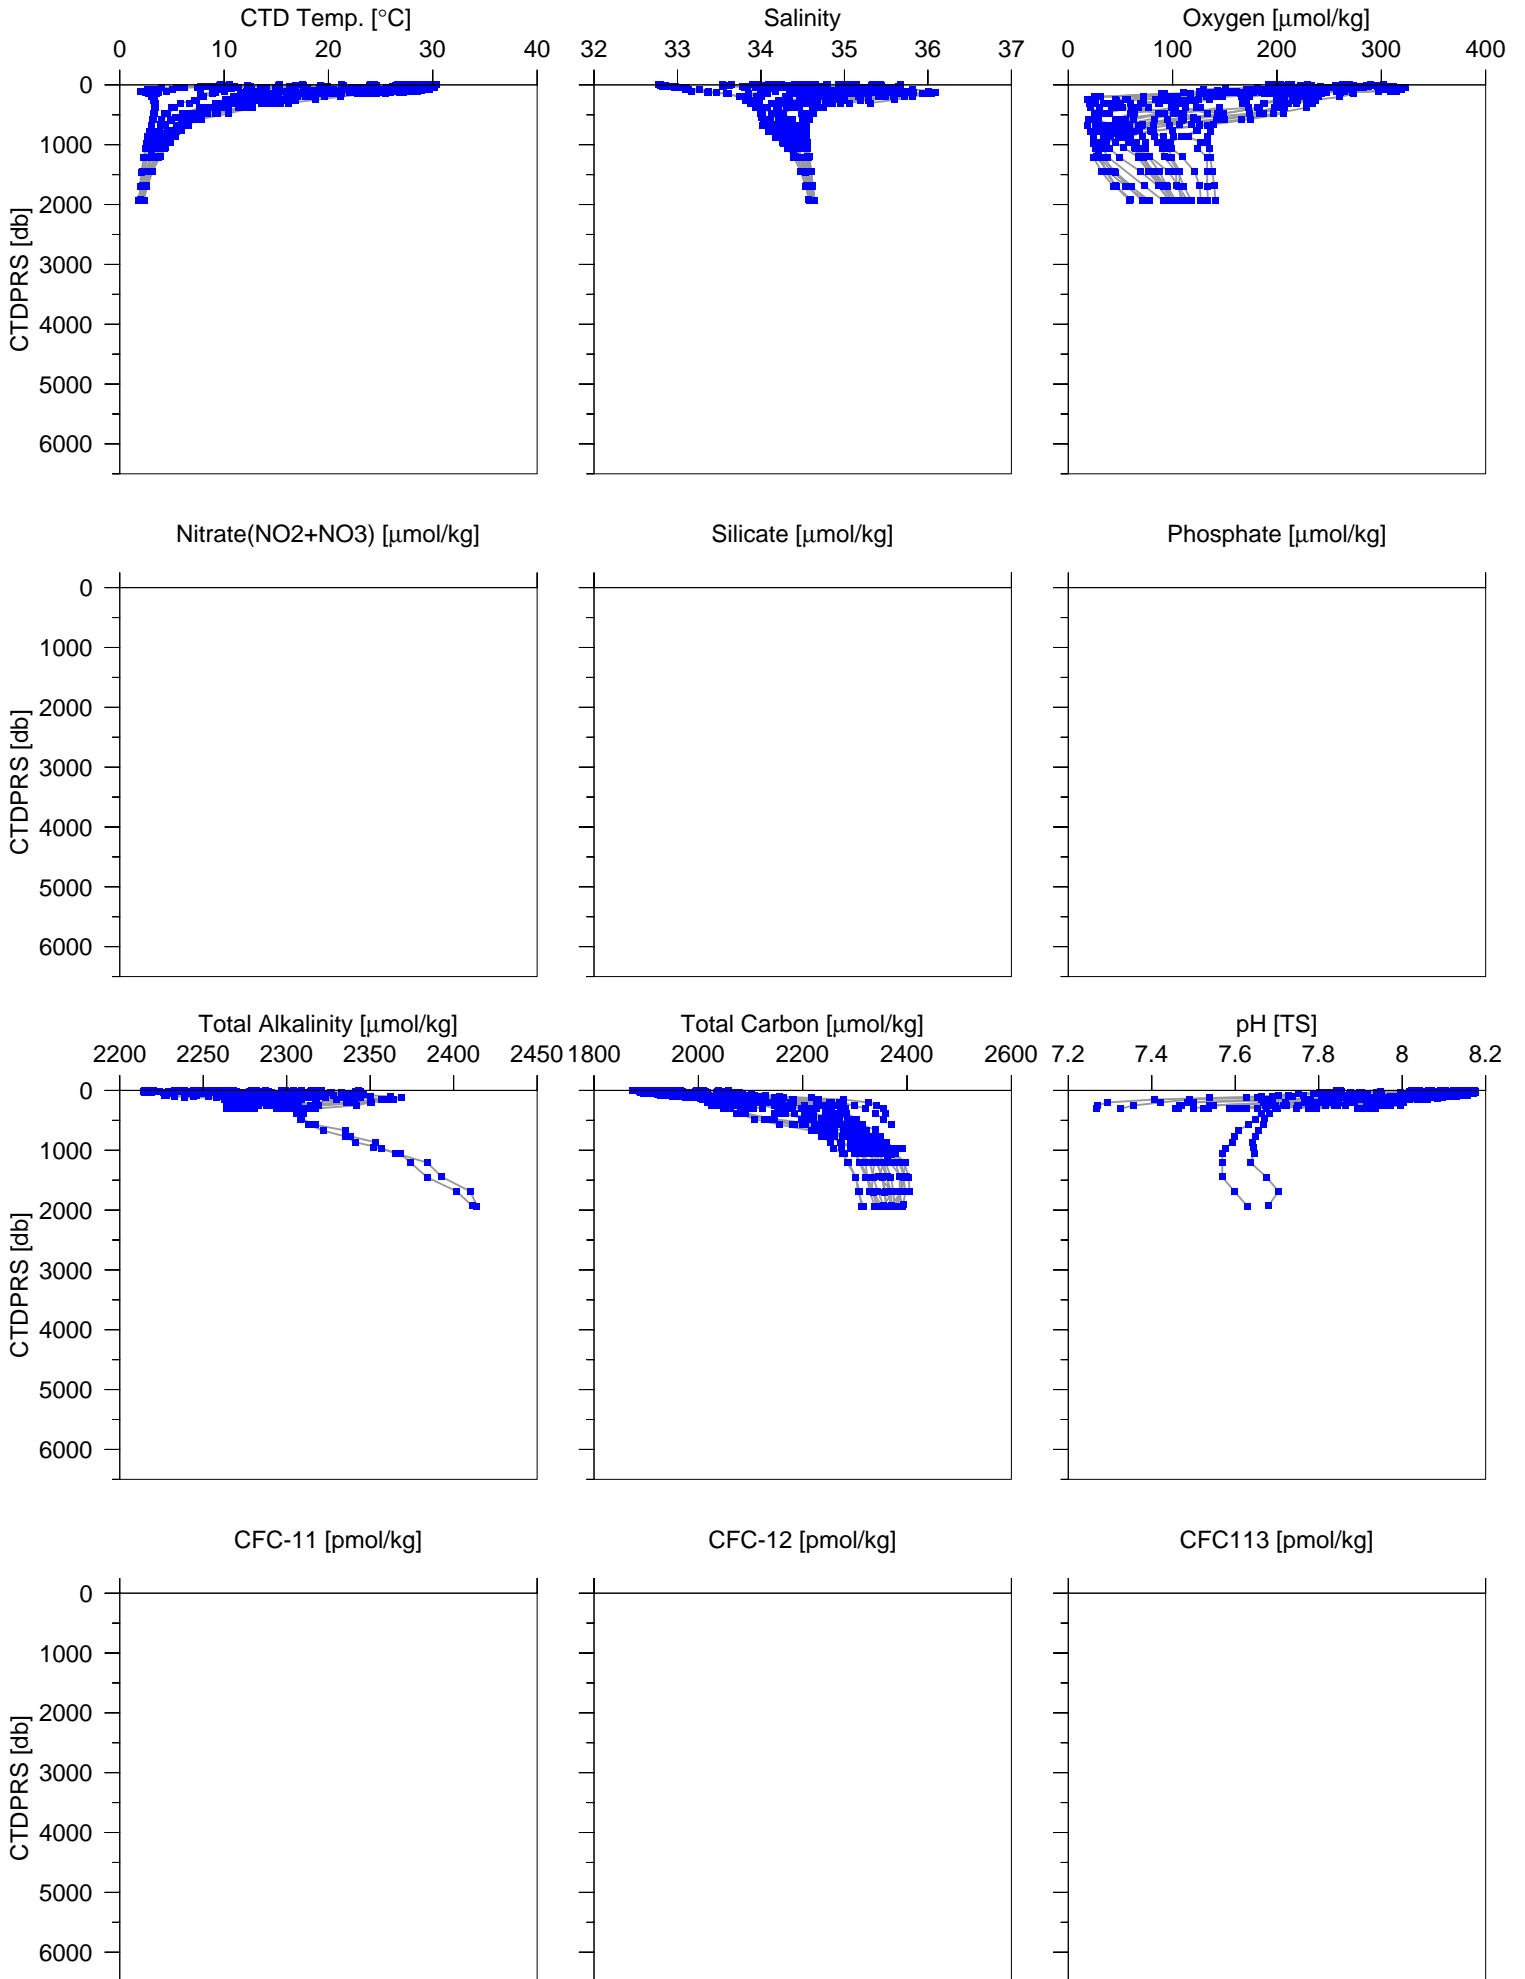 CTD Temp. [°C] Salinity Oxygen [μmol/kg]
0 10 20 30 40 32 33 34 35 36 37 0 100 200 300 400
0
1000
2000
3000
4000
5000
6000
CTDPRS [db]
Nitrate(NO2+NO3) [μmol/kg] Silicate [μmol/kg] Phosphate [μmol/kg]
0
1000
2000
3000
4000
5000
6000
CTDPRS [db]
Total Alkalinity [μmol/kg] Total Carbon [μmol/kg] pH [TS]
2200 2250 2300 2350 2400 2450 1800 2000 2200 2400 2600 7.2 7.4 7.6 7.8 8 8.2
0
1000
2000
3000
4000
5000
6000
CTDPRS [db]
CFC-11 [pmol/kg] CFC-12 [pmol/kg] CFC113 [pmol/kg]
0
1000
2000
3000
4000
5000
6000
CTDPRS [db]